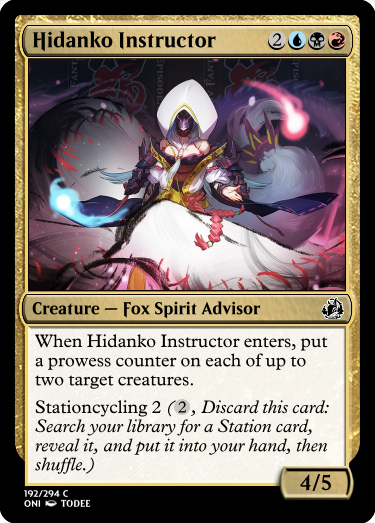 Hidanko Instructor 2
Creature — Fox Spirit Advisor
When Hidanko Instructor enters, put
a prowess counter on each of up to
two target creatures.
Stationcycling 2 (2, Discard this card:
Search your library for a Station card,
reveal it, and put it into your hand, then
shuffle.)
4/5
192/294 C
ONI TODEE